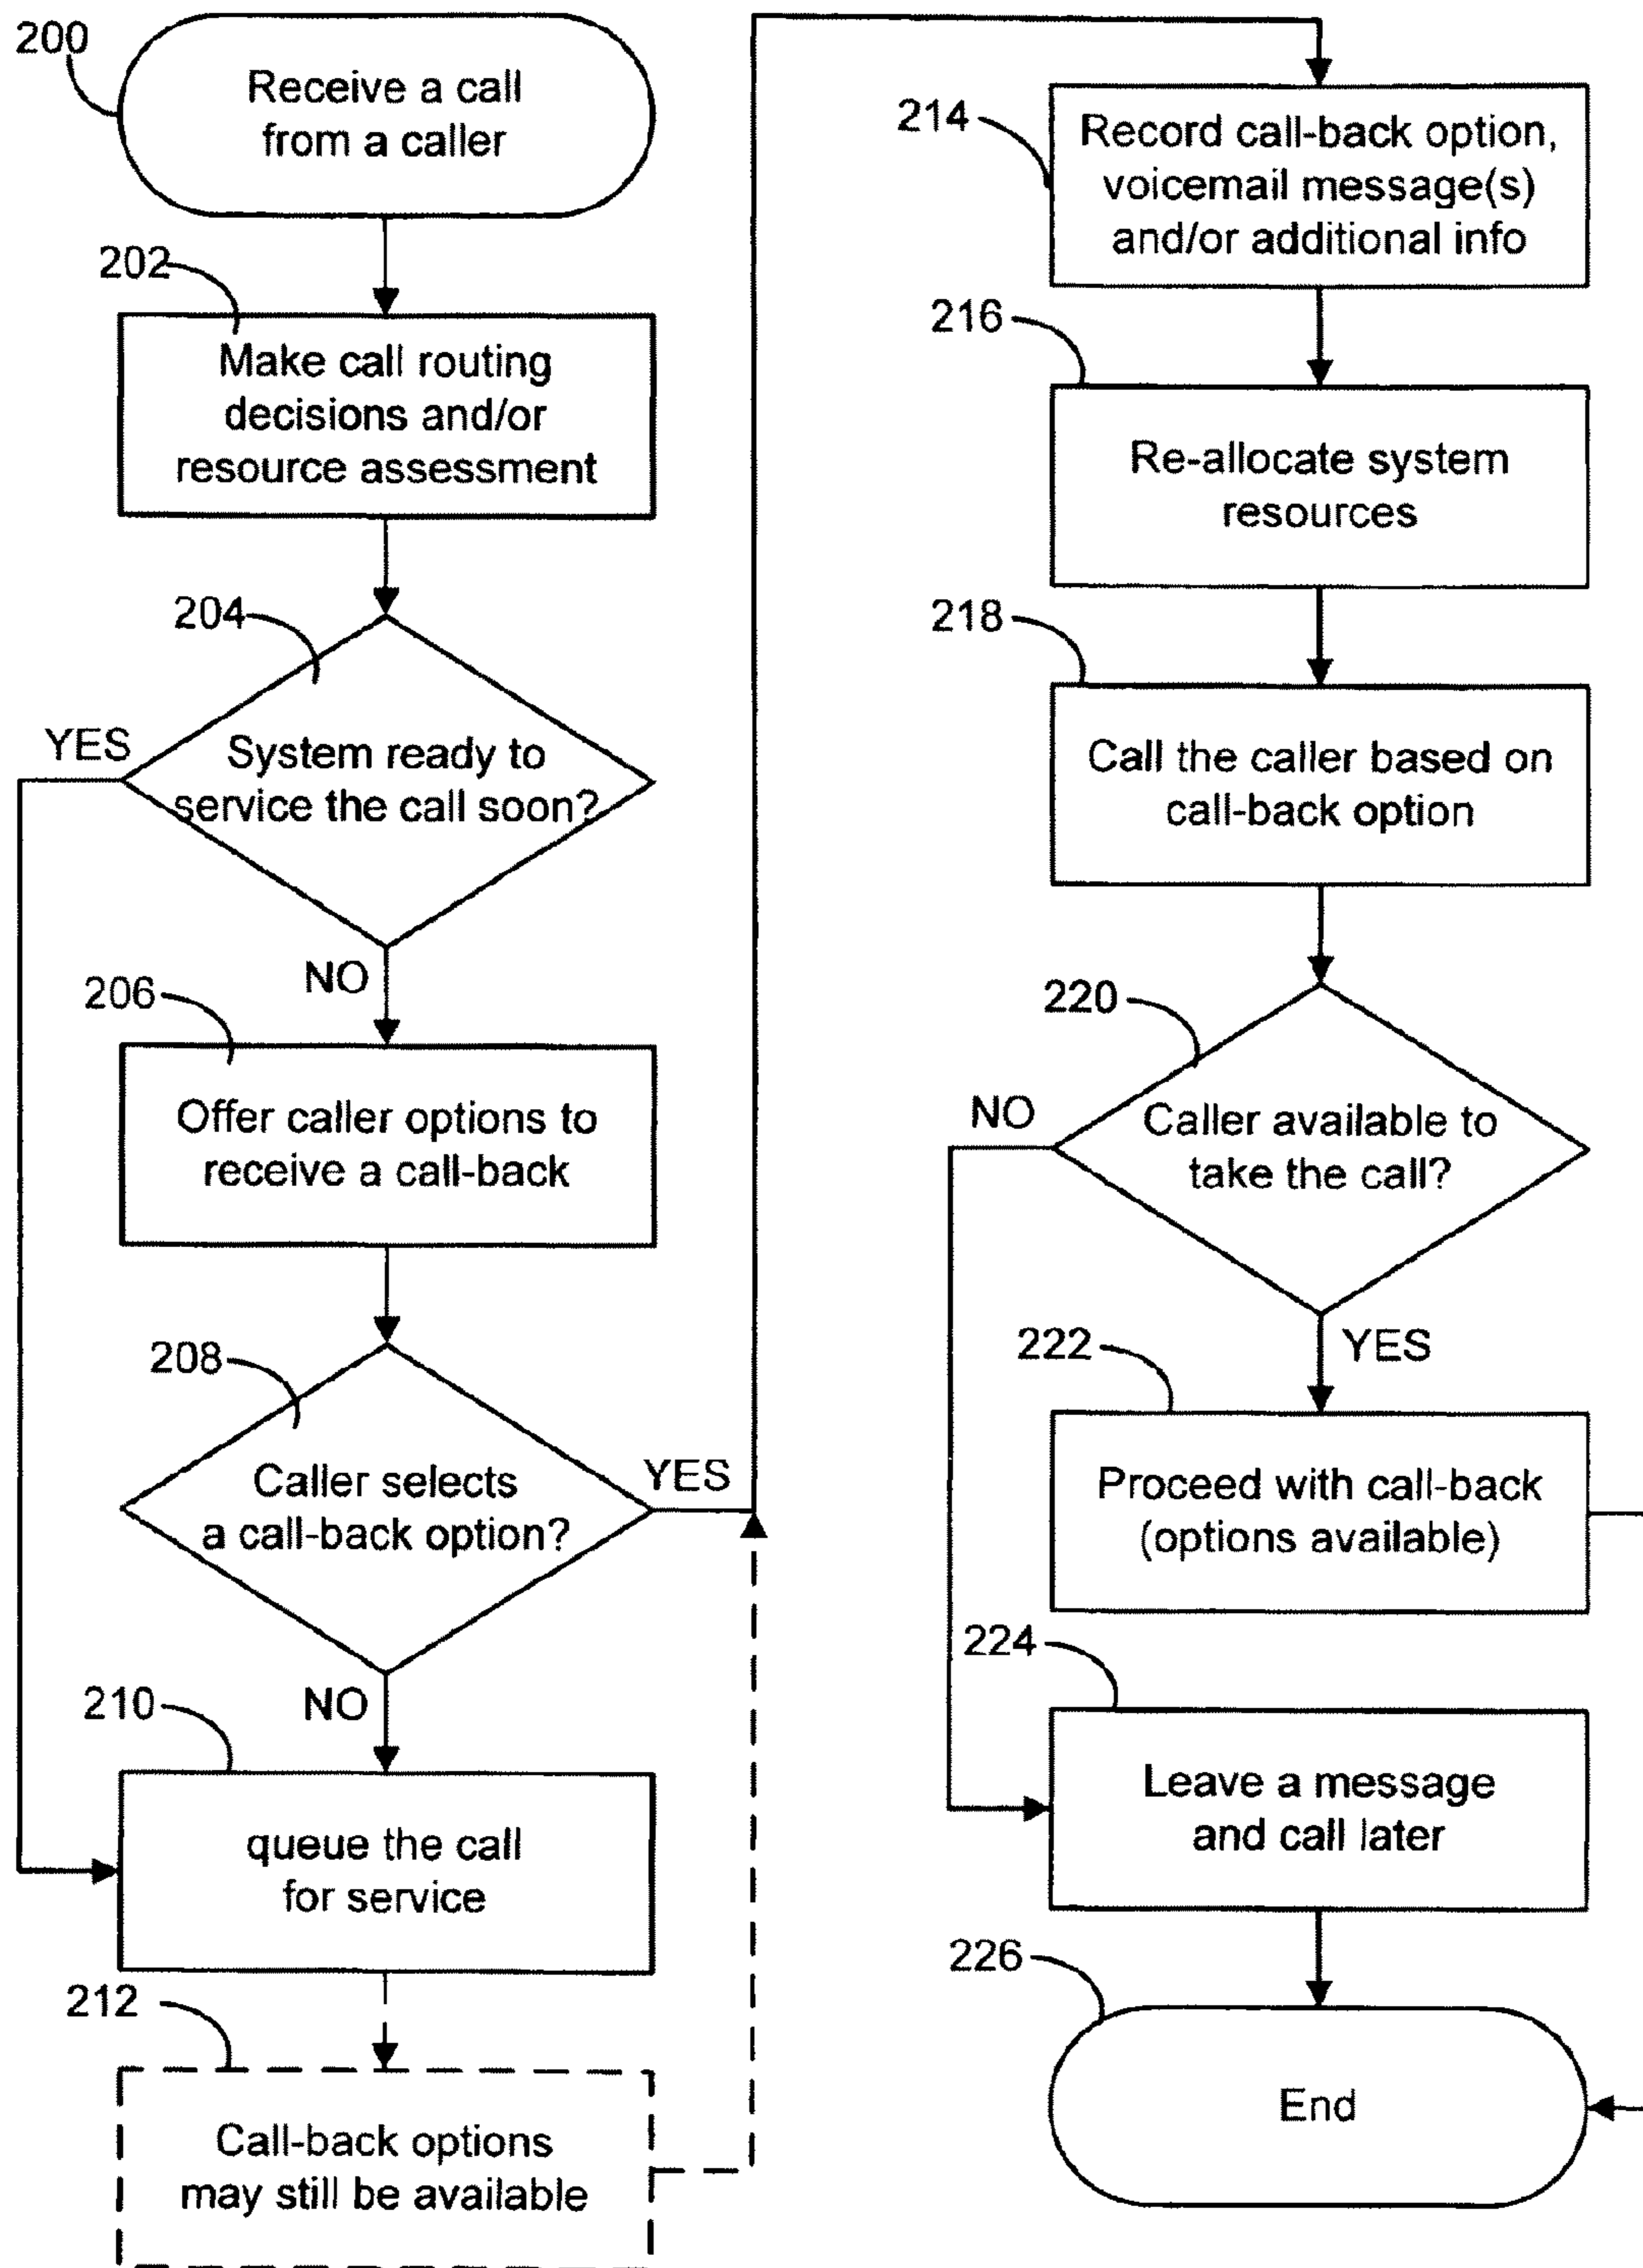 200
Receive a call
from a caller
202
Make call routing
decisions and/or
resource assessment
204
YES
System ready to
service the call soon?
NO
206
Offer caller options to
receive a call-back
208
Caller selects
a call-back option?
YES
NO
210
queue the call
for service
212
Call-back options
may still be available
214
Record call-back option,
voicemail message(s)
and/or additional info
216
Re-allocate system
resources
218
Call the caller based on
call-back option
220
NO
Caller available to
take the call?
YES
222
Proceed with call-back
(options available)
224
Leave a message
and call later
226
End